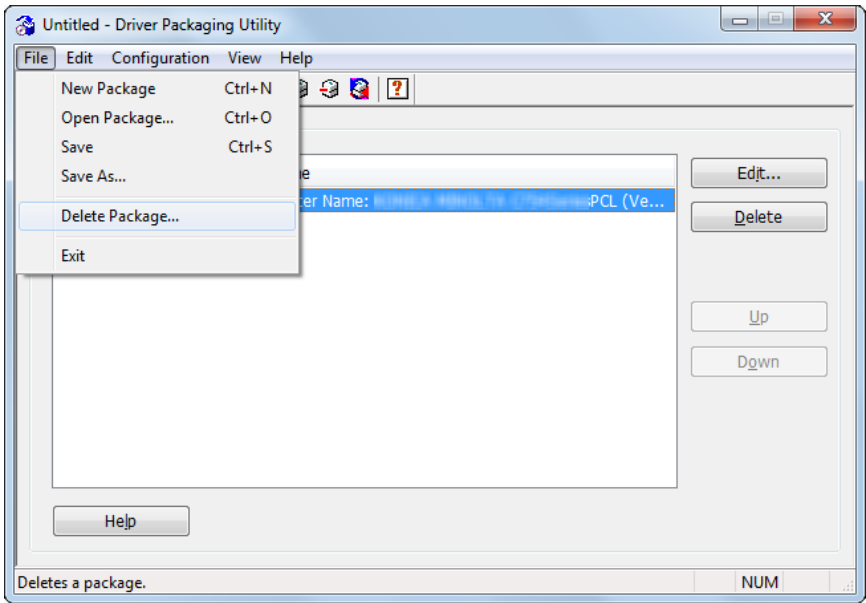 Untitled - Driver Packaging Utility
File Edit Configuration View Help
New Package Ctrl+N
Open Package... Ctrl+O
Save Ctrl+S
Save As...
Delete Package...
Exit
er Name: PCL (Ve...
Edit...
Delete
Up
Down
Help
Deletes a package. NUM